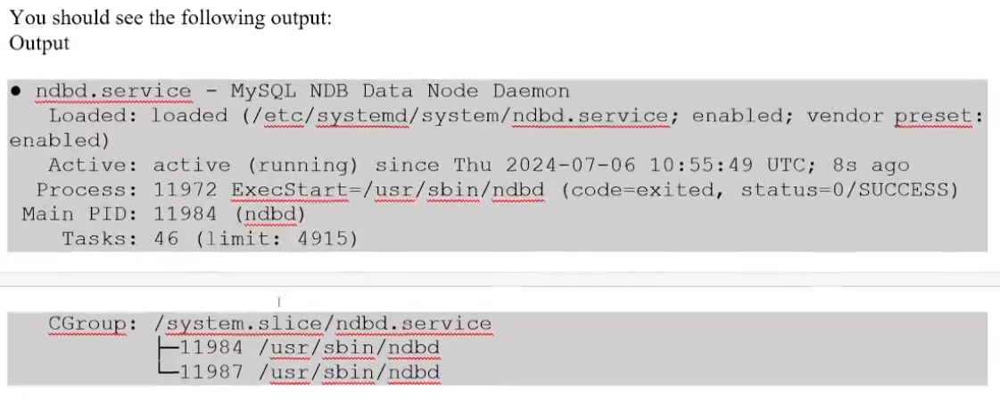 You should see the following output:
Output
● ndbd.service - MySQL NDB Data Node Daemon
Loaded: loaded (/etc/systemd/system/ndbd.service; enabled; vendor preset:
enabled)
Active: active (running) since Thu 2024-07-06 10:55:49 UTC; 8s ago
Process: 11972 ExecStart=/usr/sbin/ndbd (code=exited, status=0/SUCCESS)
Main PID: 11984 (ndbd)
Tasks: 46 (limit: 4915)
CGroup: /system.slice/ndbd.service
├─11984 /usr/sbin/ndbd
└─11987 /usr/sbin/ndbd